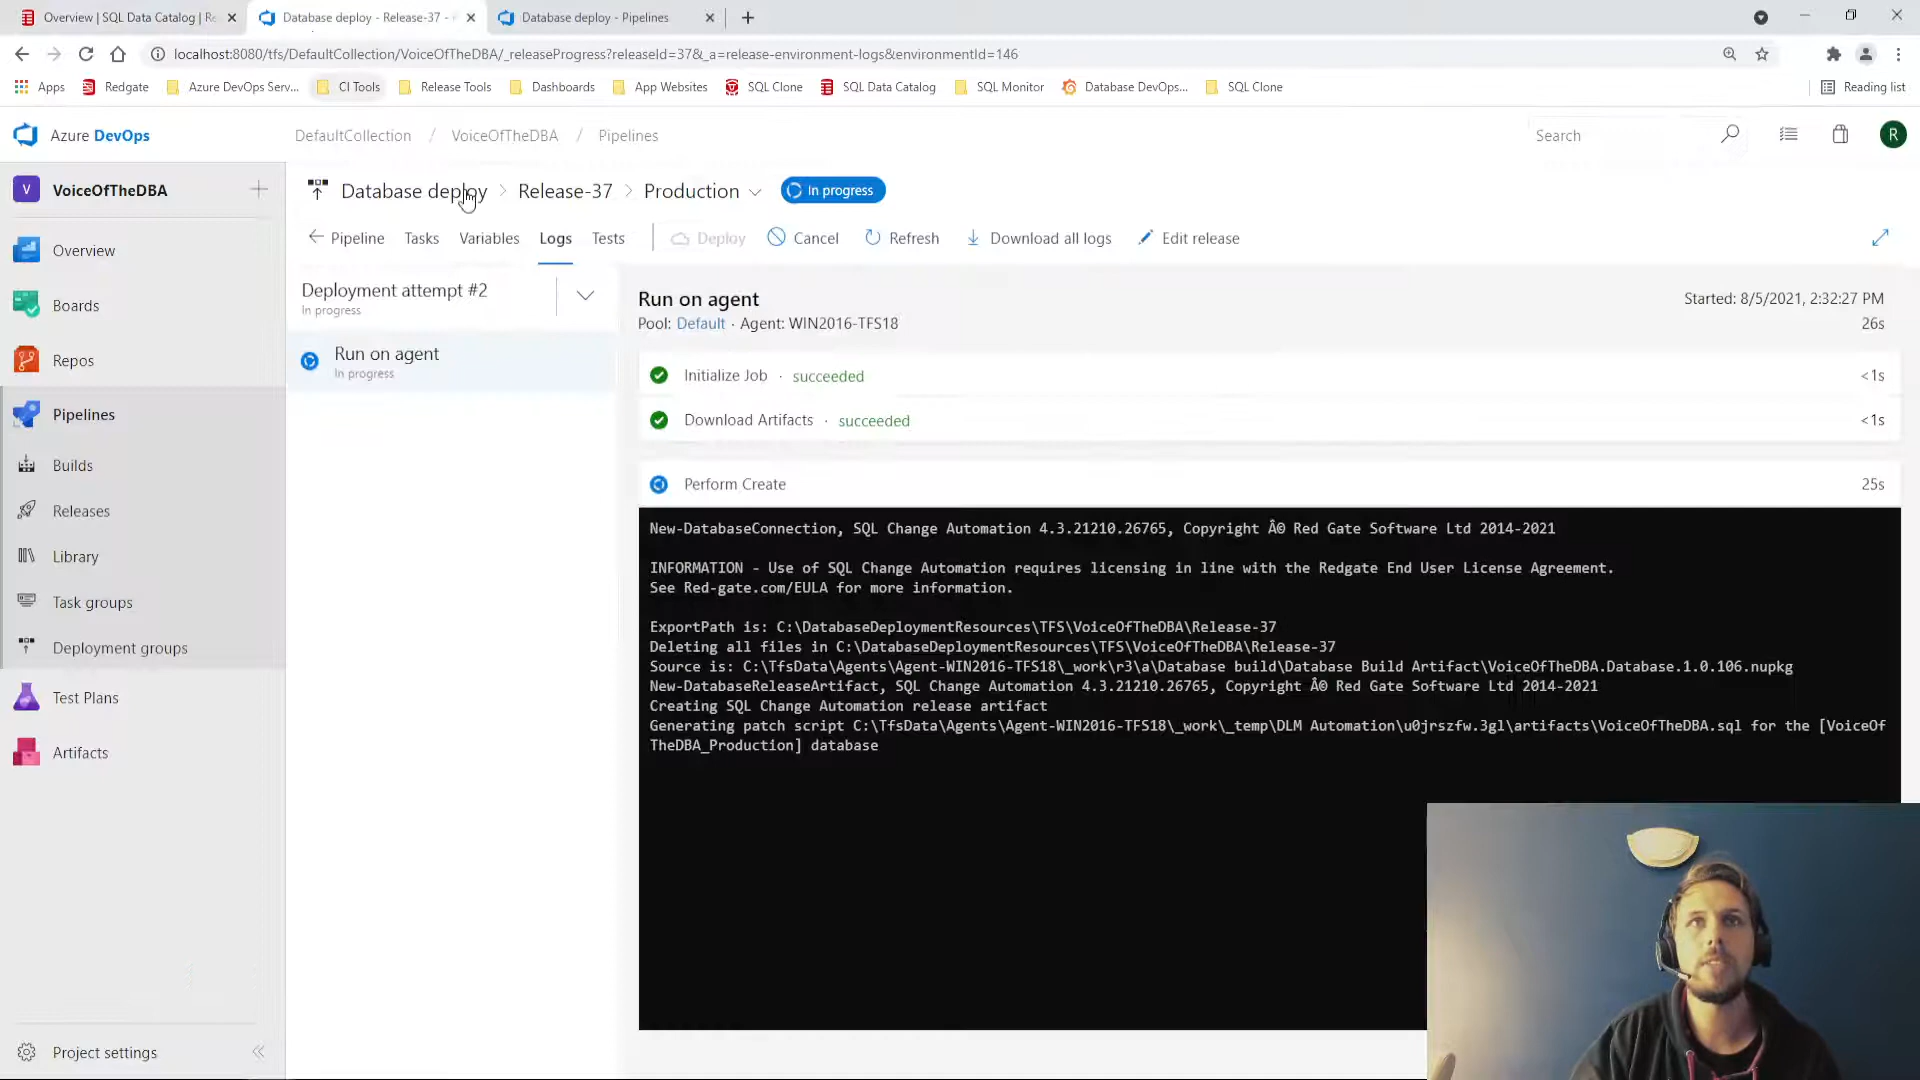 Overview | SQL Data Catalog | Re
Database deploy - Release-37 -
Database deploy - Pipelines
localhost:8080/tfs/DefaultCollection/VoiceOfTheDBA/_releaseProgress?releaseId=37&_a=release-environment-logs&environmentId=146
Apps
Redgate
Azure DevOps Serv...
CI Tools
Release Tools
Dashboards
App Websites
SQL Clone
SQL Data Catalog
SQL Monitor
Database DevOps...
SQL Clone
Reading list
Azure DevOps
DefaultCollection / VoiceOfTheDBA / Pipelines
Search
R
V VoiceOfTheDBA
Database deploy > Release-37 > Production
In progress
Pipeline
Tasks
Variables
Logs
Tests
Deploy
Cancel
Refresh
Download all logs
Edit release
Overview
Boards
Repos
Pipelines
Builds
Releases
Library
Task groups
Deployment groups
Test Plans
Artifacts
Project settings
Deployment attempt #2
In progress
Run on agent
In progress
Run on agent
Pool: Default · Agent: WIN2016-TFS18
Started: 8/5/2021, 2:32:27 PM
26s
Initialize Job · succeeded
<1s
Download Artifacts · succeeded
<1s
Perform Create
25s
New-DatabaseConnection, SQL Change Automation 4.3.21210.26765, Copyright Â© Red Gate Software Ltd 2014-2021
INFORMATION - Use of SQL Change Automation requires licensing in line with the Redgate End User License Agreement.
See Red-gate.com/EULA for more information.
ExportPath is: C:\DatabaseDeploymentResources\TFS\VoiceOfTheDBA\Release-37
Deleting all files in C:\DatabaseDeploymentResources\TFS\VoiceOfTheDBA\Release-37
Source is: C:\TfsData\Agents\Agent-WIN2016-TFS18\_work\r3\a\Database build\Database Build Artifact\VoiceOfTheDBA.Database.1.0.106.nupkg
New-DatabaseReleaseArtifact, SQL Change Automation 4.3.21210.26765, Copyright Â© Red Gate Software Ltd 2014-2021
Creating SQL Change Automation release artifact
Generating patch script C:\TfsData\Agents\Agent-WIN2016-TFS18\_work\_temp\DLM Automation\u0jrszfw.3gl\artifacts\VoiceOfTheDBA.sql for the [VoiceOf
TheDBA_Production] database